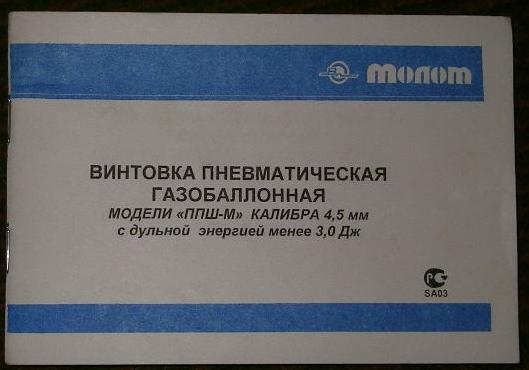 Молот
ВИНТОВКА ПНЕВМАТИЧЕСКАЯ
ГАЗОБАЛЛОННАЯ
МОДЕЛИ «ППШ-М» КАЛИБРА 4,5 мм
с дульной энергией менее 3,0 Дж
SA03